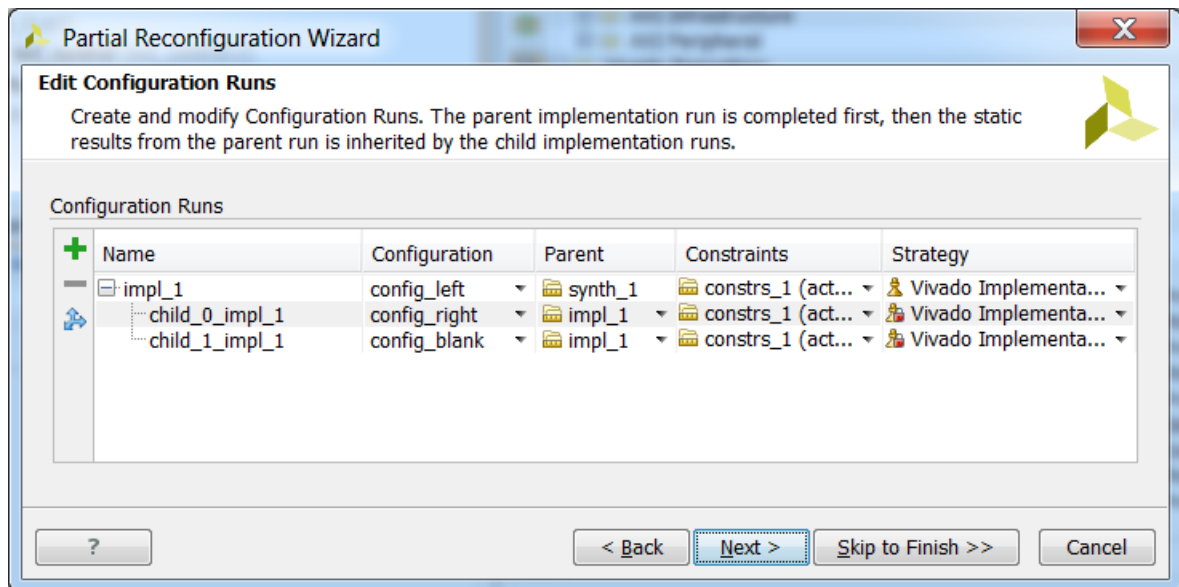 Partial Reconfiguration Wizard
Edit Configuration Runs
Create and modify Configuration Runs. The parent implementation run is completed first, then the static
results from the parent run is inherited by the child implementation runs.
Configuration Runs
Name Configuration Parent Constraints Strategy
impl_1 config_left synth_1 constrs_1 (act... Vivado Implementa...
child_0_impl_1 config_right impl_1 constrs_1 (act... Vivado Implementa...
child_1_impl_1 config_blank impl_1 constrs_1 (act... Vivado Implementa...
? < Back Next > Skip to Finish >> Cancel